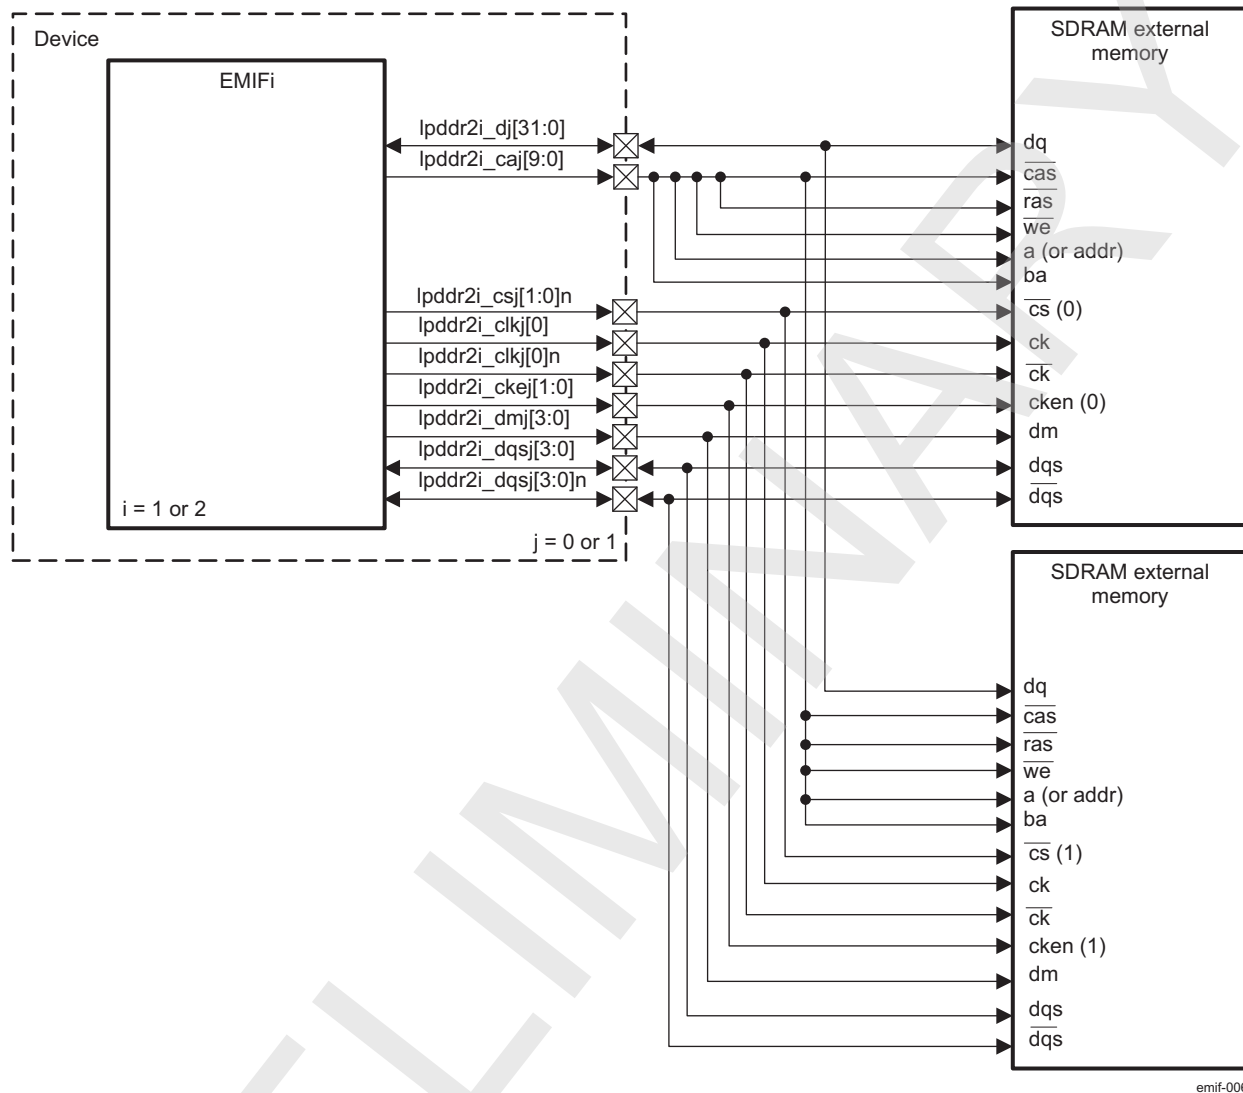 Device
EMIFi
lpddr2i_dj[31:0]
lpddr2i_caj[9:0]
lpddr2i_csj[1:0]n
lpddr2i_clkj[0]
lpddr2i_clkj[0]n
lpddr2i_ckej[1:0]
lpddr2i_dmj[3:0]
lpddr2i_dqsj[3:0]
lpddr2i_dqsj[3:0]n
i = 1 or 2
j = 0 or 1
SDRAM external
memory
dq
cas
ras
we
a (or addr)
ba
cs (0)
ck
ck
cken (0)
dm
dqs
dqs
SDRAM external
memory
dq
cas
ras
we
a (or addr)
ba
cs (1)
ck
ck
cken (1)
dm
dqs
dqs
emif-006